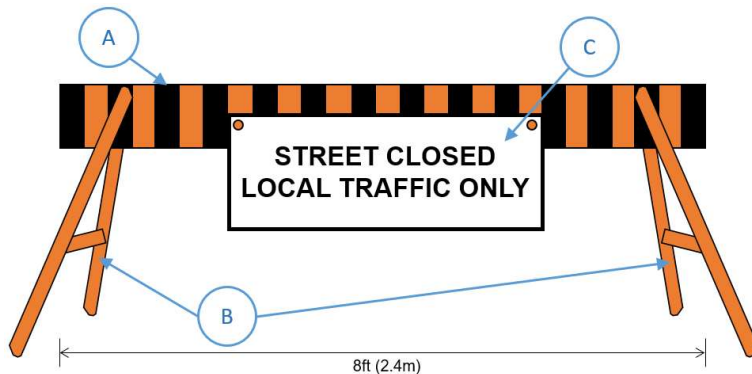 A
C
STREET CLOSED
LOCAL TRAFFIC ONLY
B
8ft (2.4m)